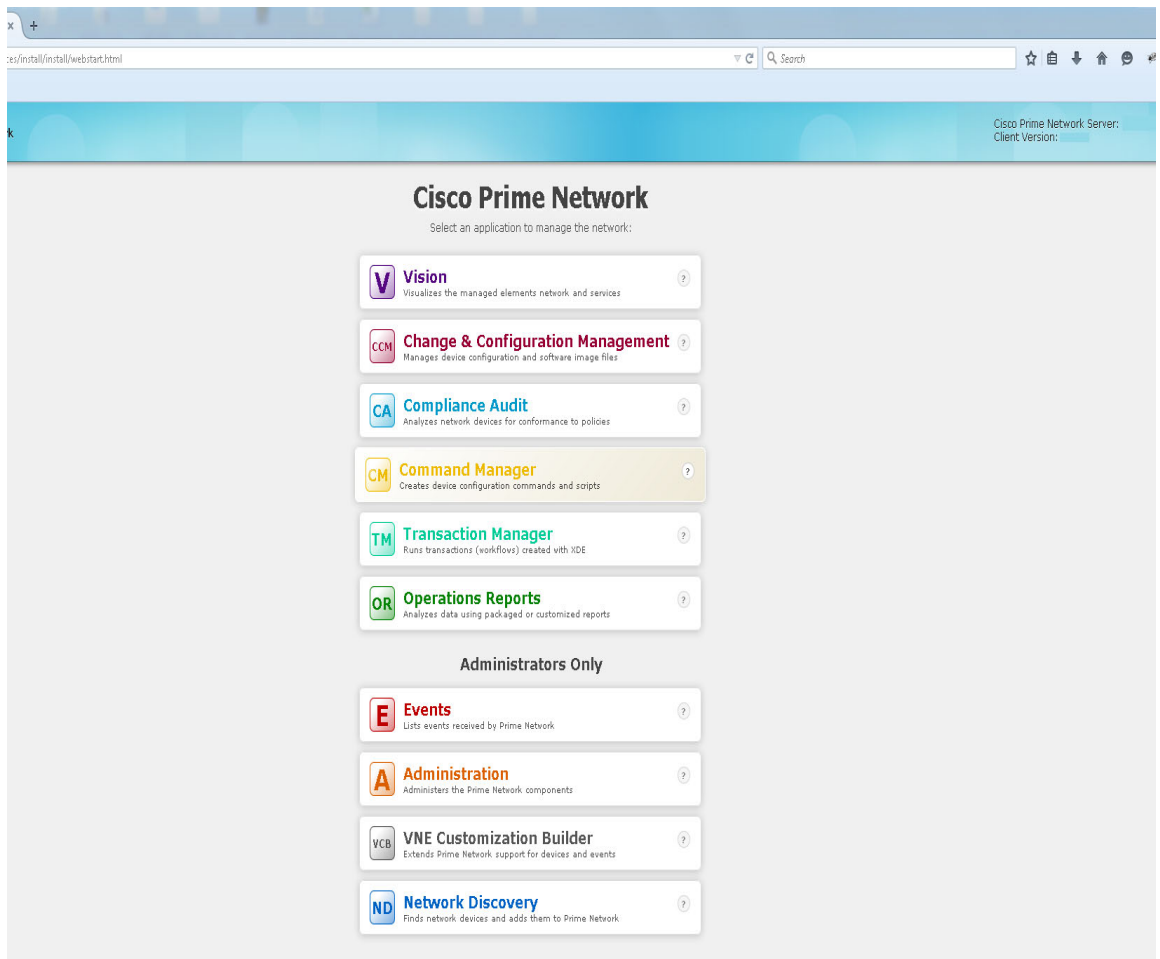 ces/install/install/webstart.html
Search
rk
Cisco Prime Network Server:
Client Version:
Cisco Prime Network
Select an application to manage the network:
V
Vision
?
Visualizes the managed elements network and services
CCM
Change & Configuration Management
?
Manages device configuration and software image files
CA
Compliance Audit
?
Analyzes network devices for conformance to policies
CM
Command Manager
?
Creates device configuration commands and scripts
TM
Transaction Manager
?
Runs transactions (workflows) created with XDE
OR
Operations Reports
?
Analyzes data using packaged or customized reports
Administrators Only
E
Events
?
Lists events received by Prime Network
A
Administration
?
Administers the Prime Network components
VCB
VNE Customization Builder
?
Extends Prime Network support for devices and events
ND
Network Discovery
?
Finds network devices and adds them to Prime Network